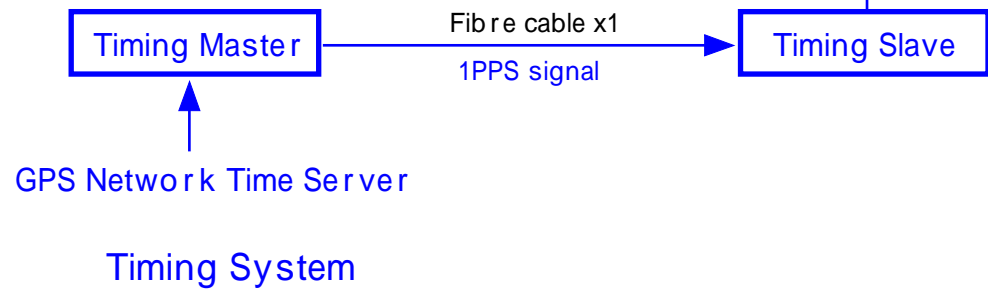 Fibre cable x1
Timing Master
Timing Slave
1PPS signal
GPS Network Time Server
Timing System